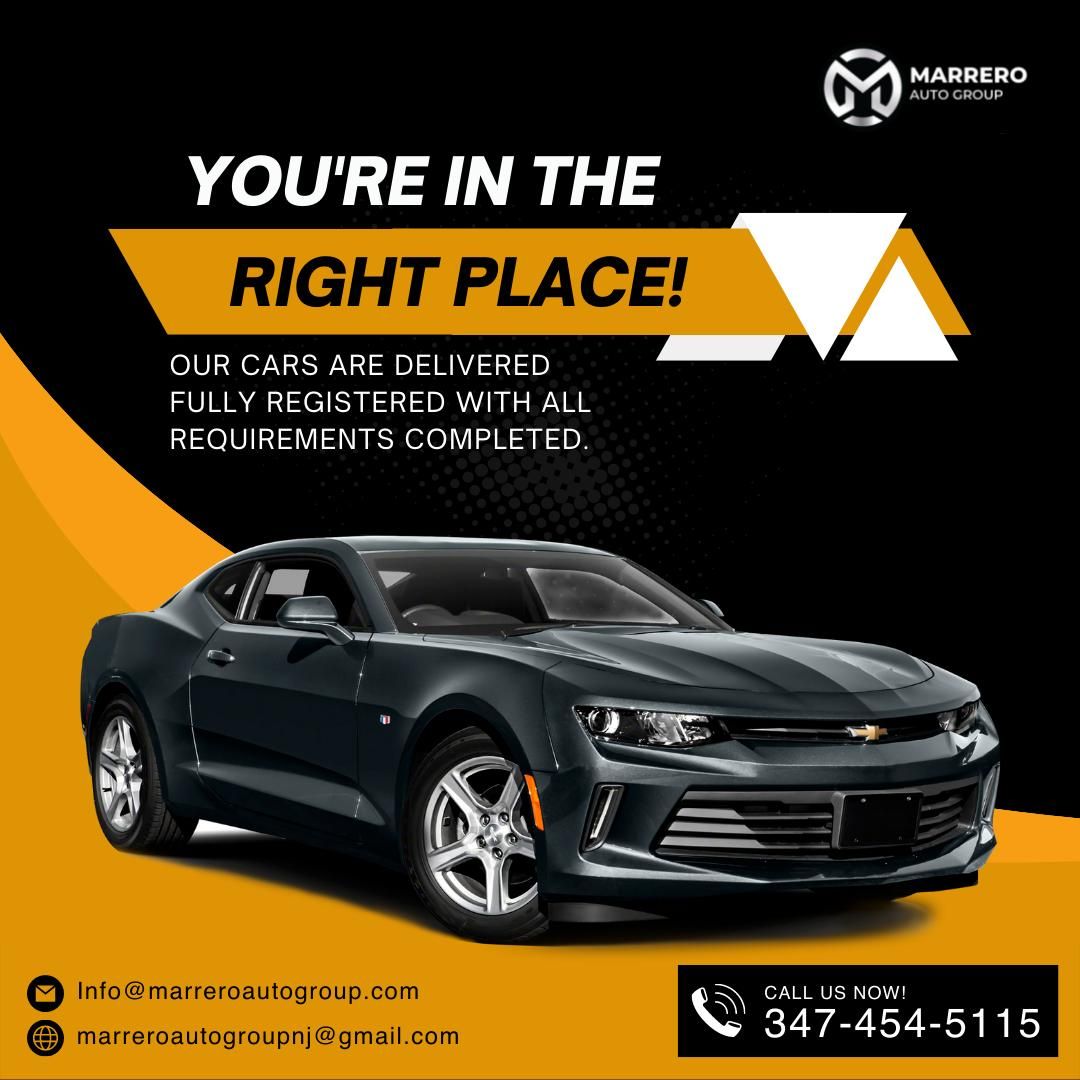 MARRERO
AUTO GROUP
YOU'RE IN THE
RIGHT PLACE!
OUR CARS ARE DELIVERED
FULLY REGISTERED WITH ALL
REQUIREMENTS COMPLETED.
Info@marreroautogroup.com
marreroautogroupnj@gmail.com
CALL US NOW!
347-454-5115